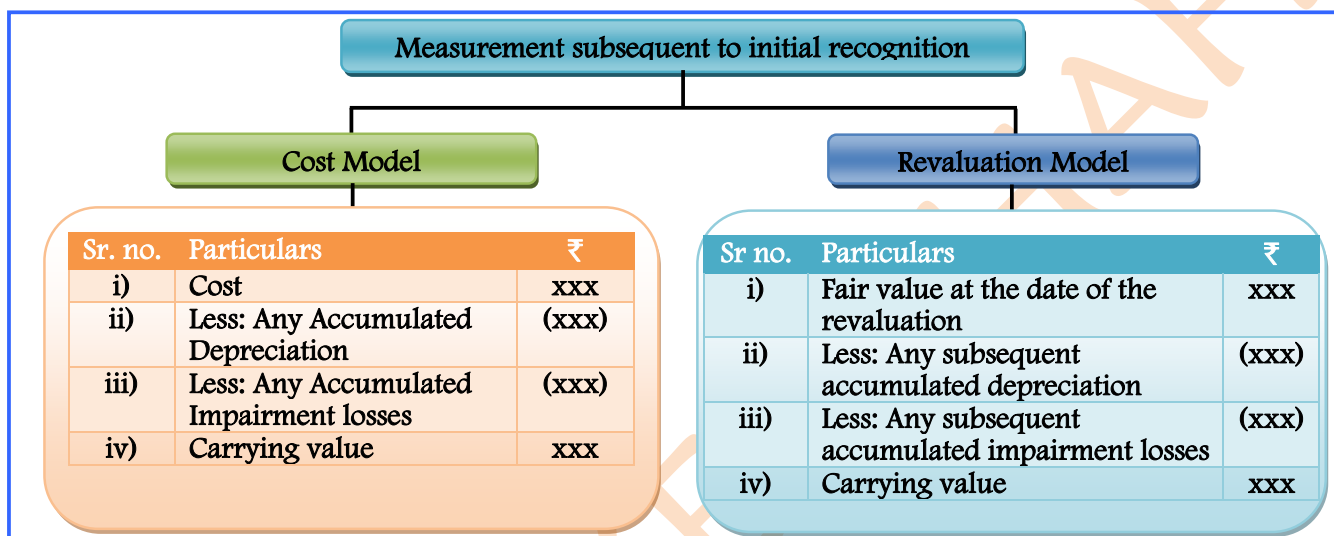 Measurement subsequent to initial recognition
Cost Model
Sr. no. Particulars ₹
i) Cost xxx
ii) Less: Any Accumulated (xxx)
Depreciation
iii) Less: Any Accumulated (xxx)
Impairment losses
iv) Carrying value xxx
Revaluation Model
Sr no. Particulars ₹
i) Fair value at the date of the xxx
revaluation
ii) Less: Any subsequent (xxx)
accumulated depreciation
iii) Less: Any subsequent (xxx)
accumulated impairment losses
iv) Carrying value xxx